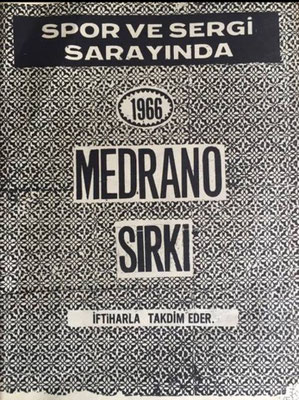 SPOR VE SERGİ
SARAYINDA
1966
MEDRANO
SİRKİ
İFTİHARLA TAKDİM EDER.